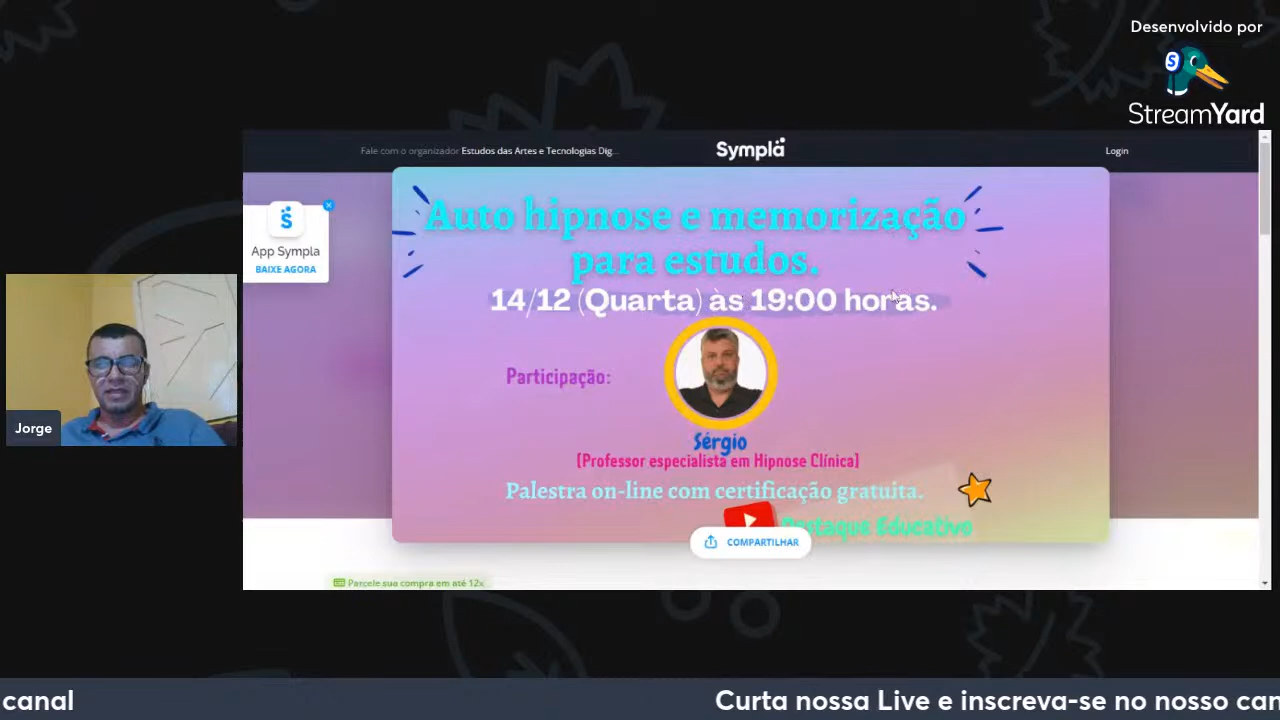 Desenvolvido por
StreamYard
Fale com o organizador Estudos das Artes e Tecnologias Dig...
Sympla
Login
App Sympla
BAIXE AGORA
Auto hipnose e memorização
para estudos.
14/12 (Quarta) às 19:00 horas.
Participação:
Sérgio
(Professor especialista em Hipnose Clínica)
Palestra on-line com certificação gratuita.
Destaque Educativo
COMPARTILHAR
Parcele sua compra em até 12x
Jorge
canal
Curta nossa Live e inscreva-se no nosso can